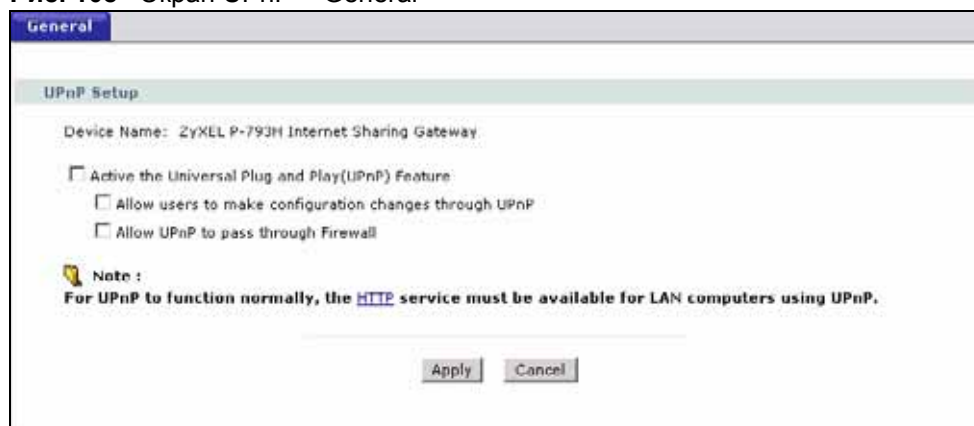 General
UPnP Setup
Device Name: ZyXEL P-793H Internet Sharing Gateway
Active the Universal Plug and Play(UPnP) Feature
Allow users to make configuration changes through UPnP
Allow UPnP to pass through Firewall
Note :
For UPnP to function normally, the HTTP service must be available for LAN computers using UPnP.
Apply Cancel